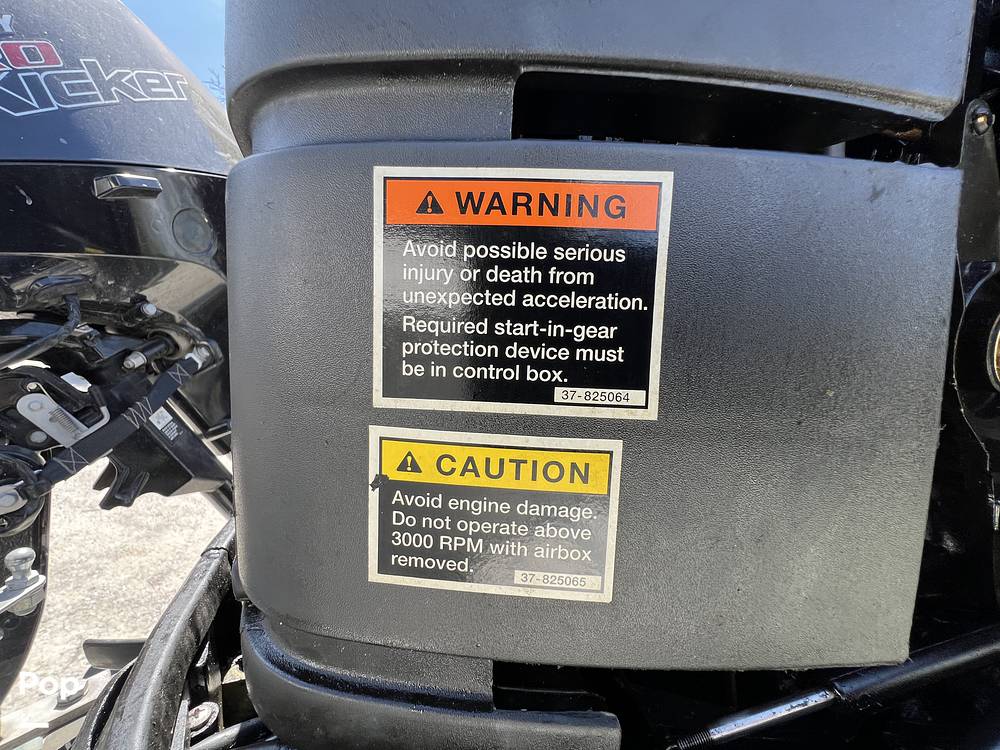 Y
RO
Kicker
WARNING
Avoid possible serious
injury or death from
unexpected acceleration.
Required start-in-gear
protection device must
be in control box.
37-825064
CAUTION
Avoid engine damage.
Do not operate above
3000 RPM with airbox
removed.
37-825065
Pop